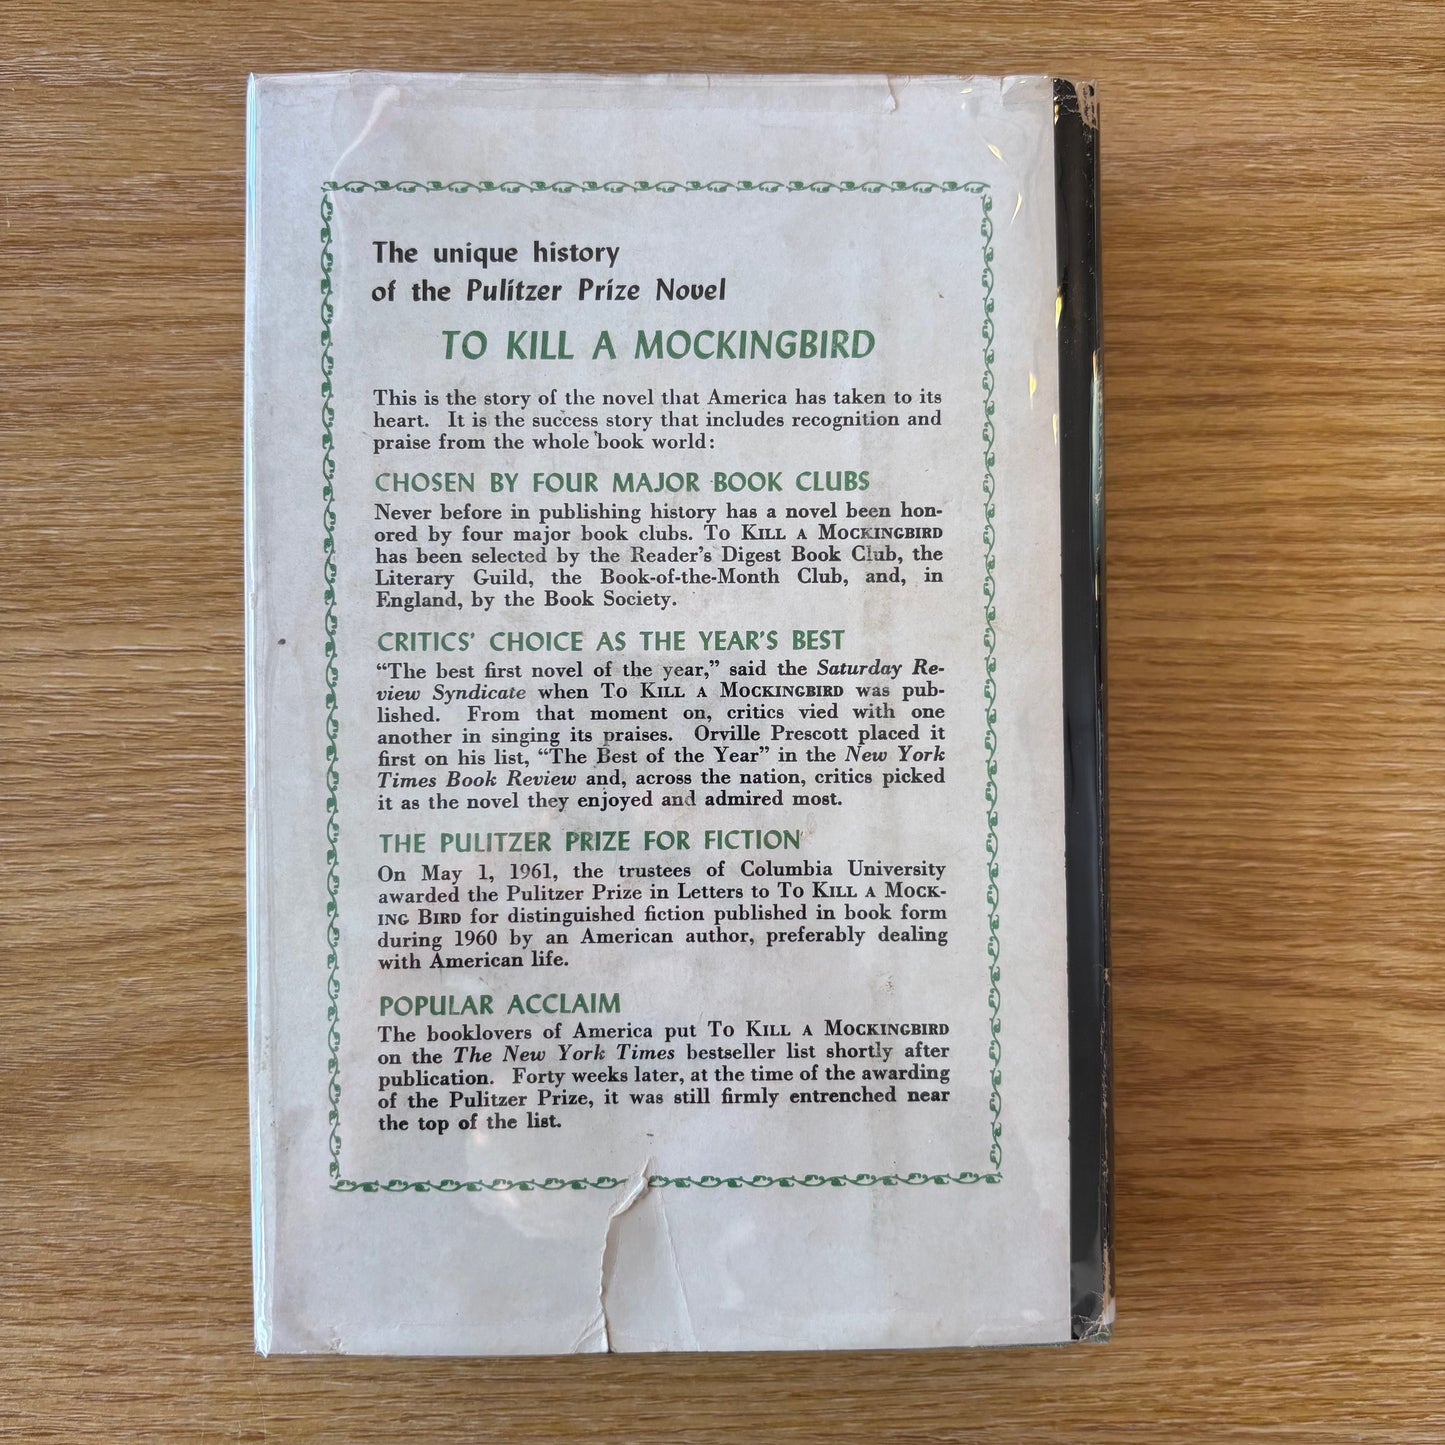 The unique history
of the Pulitzer Prize Novel
TO KILL A MOCKINGBIRD
This is the story of the novel that America has taken to its
heart. It is the success story that includes recognition and
praise from the whole book world:
CHOSEN BY FOUR MAJOR BOOK CLUBS
Never before in publishing history has a novel been hon-
ored by four major book clubs. TO KILL A MOCKINGBIRD
has been selected by the Reader's Digest Book Club, the
Literary Guild, the Book-of-the-Month Club, and, in
England, by the Book Society.
CRITICS' CHOICE AS THE YEAR'S BEST
“The best first novel of the year,” said the Saturday Re-
view Syndicate when TO KILL A MOCKINGBIRD was pub-
lished. From that moment on, critics vied with one
another in singing its praises. Orville Prescott placed it
first on his list, “The Best of the Year” in the New York
Times Book Review and, across the nation, critics picked
it as the novel they enjoyed and admired most.
THE PULITZER PRIZE FOR FICTION
On May 1, 1961, the trustees of Columbia University
awarded the Pulitzer Prize in Letters to TO KILL A MOCK-
ING BIRD for distinguished fiction published in book form
during 1960 by an American author, preferably dealing
with American life.
POPULAR ACCLAIM
The booklovers of America put TO KILL A MOCKINGBIRD
on the The New York Times bestseller list shortly after
publication. Forty weeks later, at the time of the awarding
of the Pulitzer Prize, it was still firmly entrenched near
the top of the list.